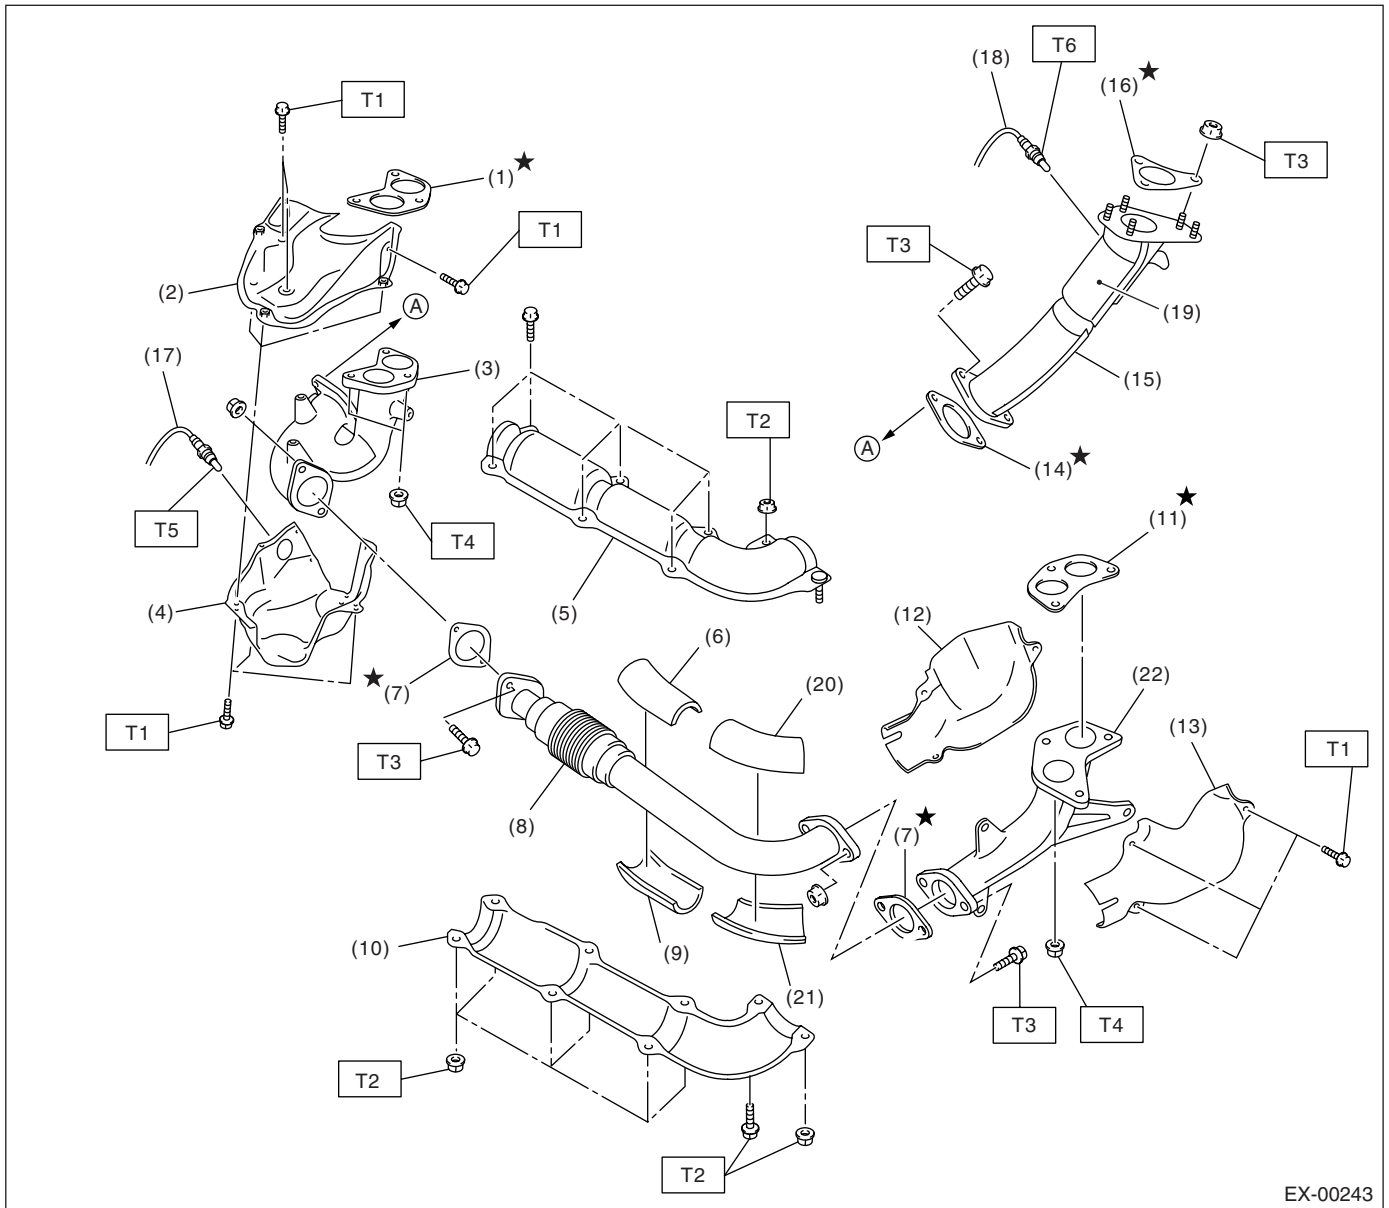 (18)
T6
(16)★
T1
T3
(1)★
T1
T3
(2)
(19)
A
(17)
(3)
(15)
T2
A
(14)★
T5
T4
★
(11)
(4)
(5)
(12)
(6)
★(7)
(20)
(22)
(13)
T1
T1
T3
(8)
★
(7)
(10)
(9)
(21)
T3
T4
T2
T2
EX-00243